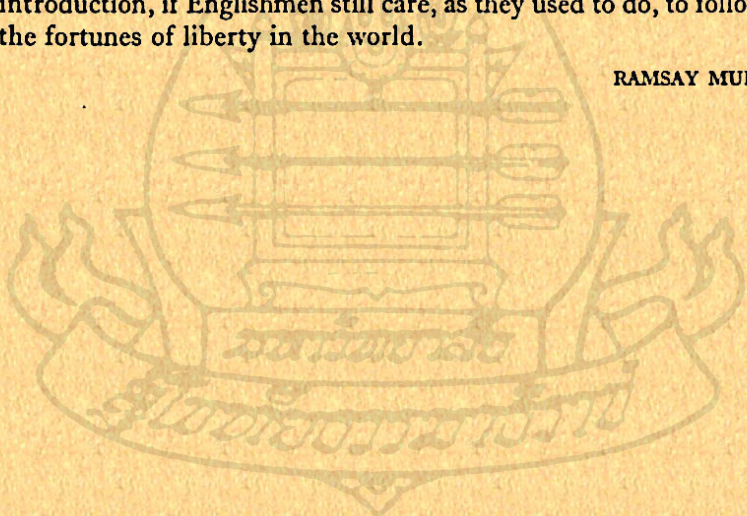 introduction, if Englishmen still care, as they used to do, to follo
the fortunes of liberty in the world.
RAMSAY MUI